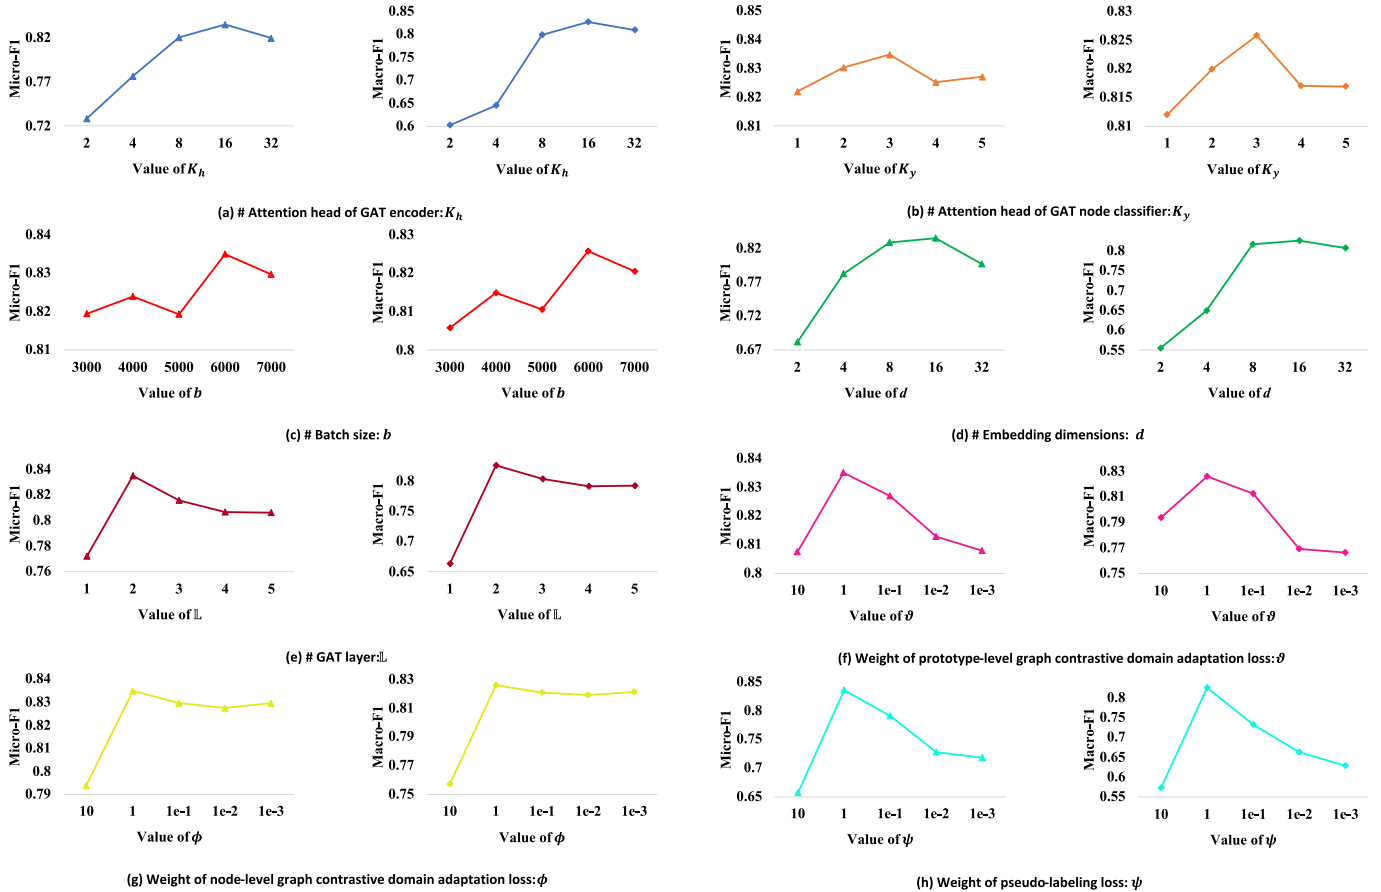 Micro-F1
0.82
0.77
0.72
2 4 8 16 32
Value of K_h
Macro-F1
0.85
0.8
0.75
0.7
0.65
0.6
2 4 8 16 32
Value of K_h
(a) # Attention head of GAT encoder:K_h
Micro-F1
0.85
0.84
0.83
0.82
0.81
1 2 3 4 5
Value of K_y
Macro-F1
0.83
0.825
0.82
0.815
0.81
1 2 3 4 5
Value of K_y
(b) # Attention head of GAT node classifier:K_y
Micro-F1
0.84
0.83
0.82
0.81
3000 4000 5000 6000 7000
Value of b
Macro-F1
0.83
0.82
0.81
0.8
3000 4000 5000 6000 7000
Value of b
(c) # Batch size: b
Micro-F1
0.82
0.77
0.72
0.67
2 4 8 16 32
Value of d
Macro-F1
0.8
0.75
0.7
0.65
0.6
0.55
2 4 8 16 32
Value of d
(d) # Embedding dimensions: d
Micro-F1
0.84
0.82
0.8
0.78
0.76
1 2 3 4 5
Value of 𝕃
Macro-F1
0.8
0.75
0.7
0.65
1 2 3 4 5
Value of 𝕃
(e) # GAT layer:𝕃
Micro-F1
0.84
0.83
0.82
0.81
0.8
10 1 1e-1 1e-2 1e-3
Value of ϑ
Macro-F1
0.83
0.81
0.79
0.77
0.75
10 1 1e-1 1e-2 1e-3
Value of ϑ
(f) Weight of prototype-level graph contrastive domain adaptation loss:ϑ
Micro-F1
0.84
0.83
0.82
0.81
0.8
0.79
10 1 1e-1 1e-2 1e-3
Value of ϕ
Macro-F1
0.83
0.81
0.79
0.77
0.75
10 1 1e-1 1e-2 1e-3
Value of ϕ
(g) Weight of node-level graph contrastive domain adaptation loss:ϕ
Micro-F1
0.85
0.8
0.75
0.7
0.65
10 1 1e-1 1e-2 1e-3
Value of ψ
Macro-F1
0.8
0.75
0.7
0.65
0.6
0.55
10 1 1e-1 1e-2 1e-3
Value of ψ
(h) Weight of pseudo-labeling loss: ψ